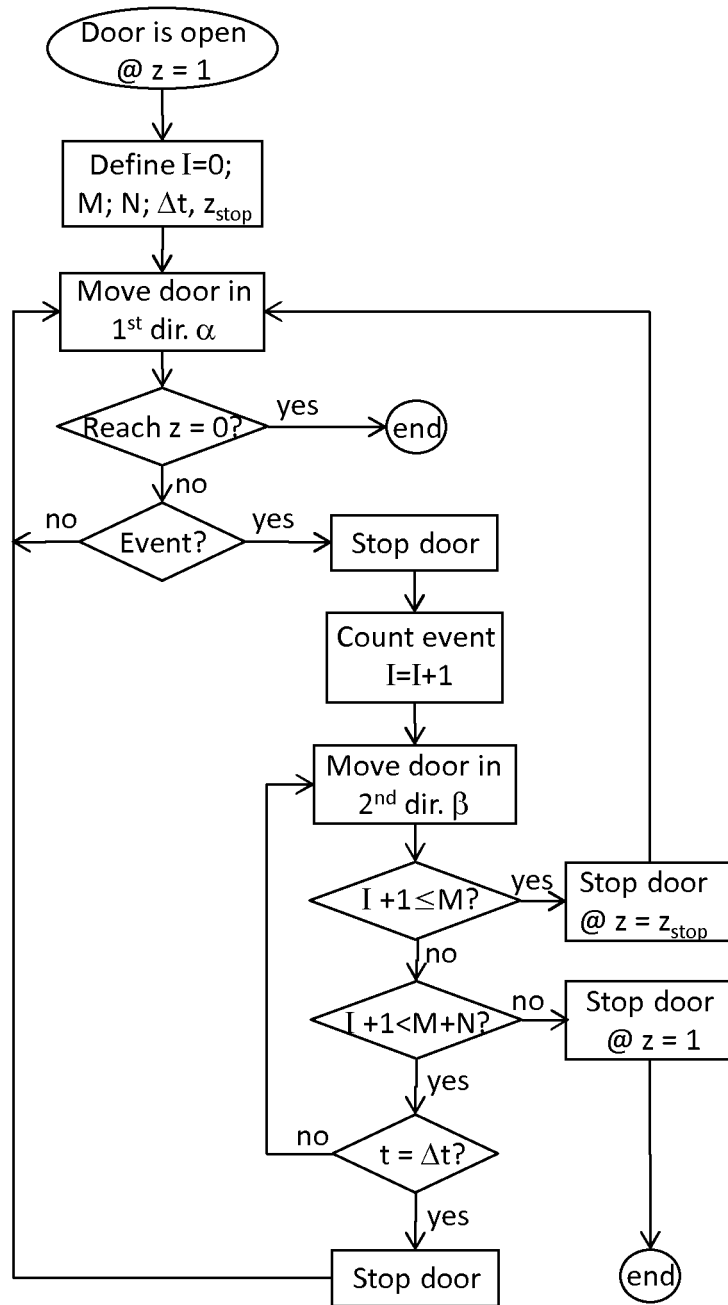 Door is open
@ z = 1
Define I=0;
M; N; Δt, z_stop
Move door in
1st dir. α
Reach z = 0?
yes
end
no
Event?
no
yes
Stop door
Count event
I=I+1
Move door in
2nd dir. β
I +1≤M?
yes
Stop door
@ z = z_stop
no
I +1<M+N?
no
Stop door
@ z = 1
yes
t = Δt?
no
yes
Stop door
end